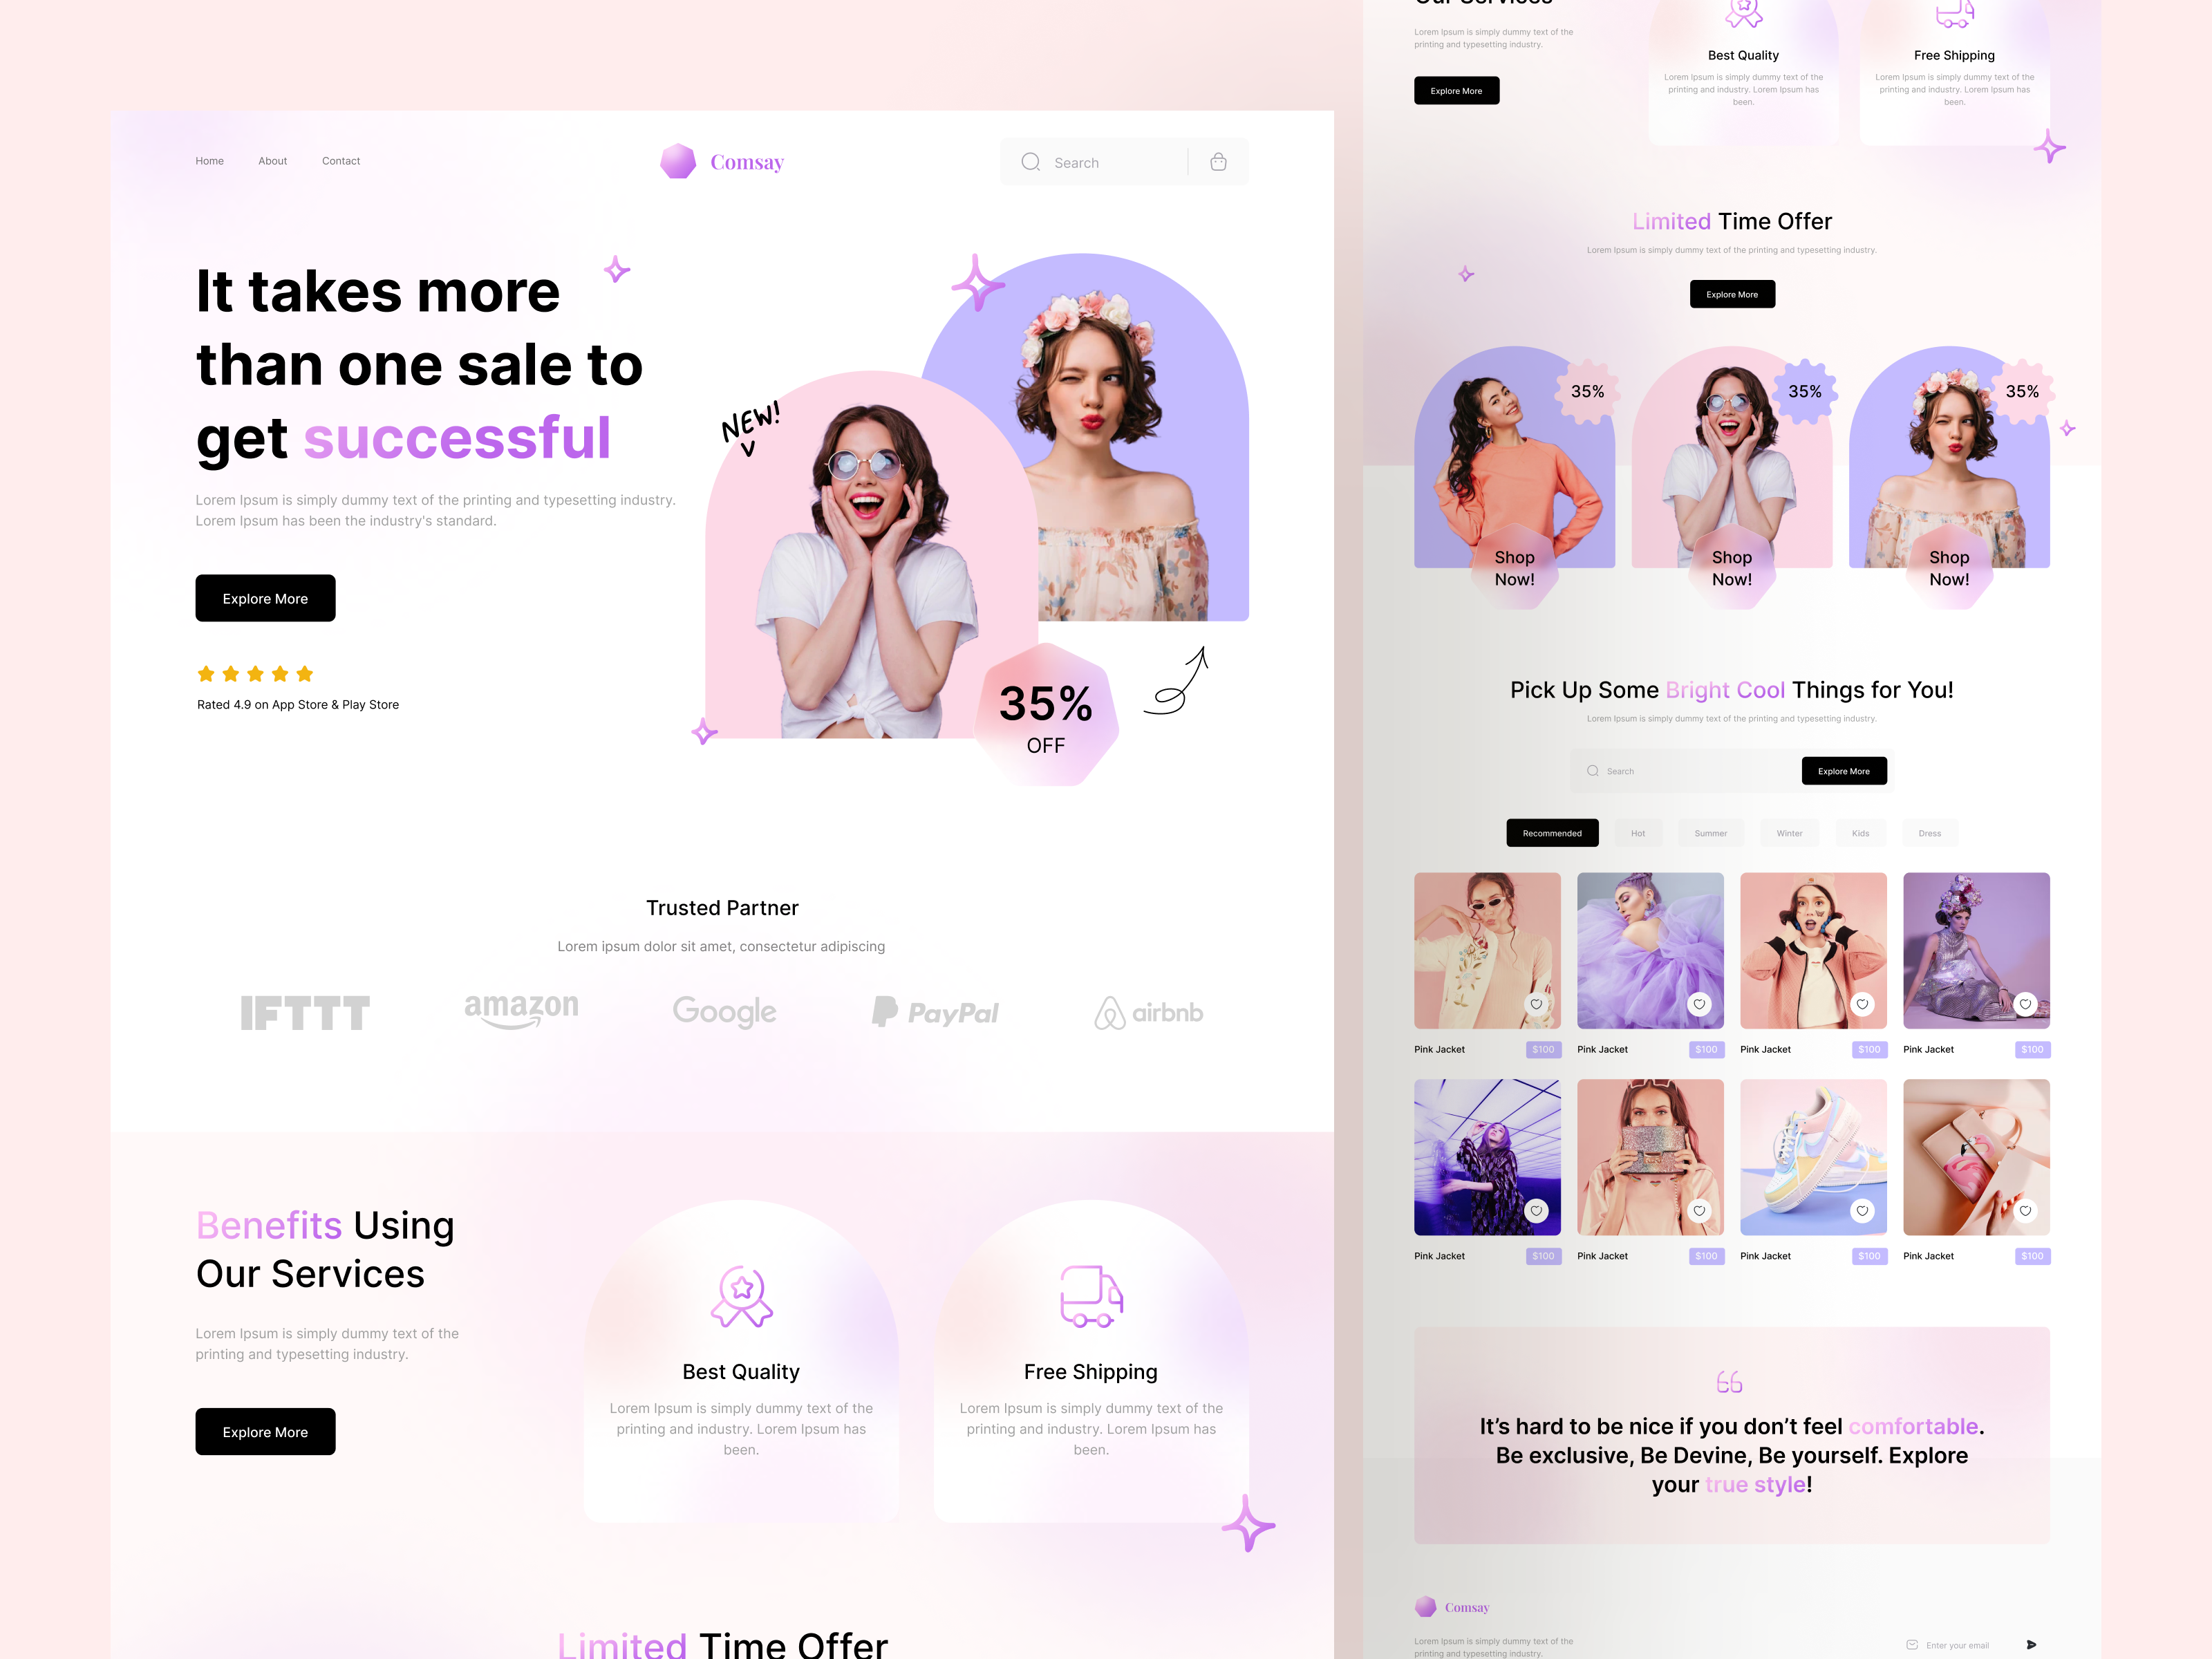 Home About Contact
Comsay
Search
It takes more
than one sale to
get successful
Lorem Ipsum is simply dummy text of the printing and typesetting industry.
Lorem Ipsum has been the industry's standard.
Explore More
Rated 4.9 on App Store & Play Store
NEW!
35%
OFF
Trusted Partner
Lorem ipsum dolor sit amet, consectetur adipiscing
IFTTT amazon Google PayPal airbnb
Benefits Using
Our Services
Lorem Ipsum is simply dummy text of the
printing and typesetting industry.
Explore More
Best Quality
Lorem Ipsum is simply dummy text of the
printing and industry. Lorem Ipsum has
been.
Free Shipping
Lorem Ipsum is simply dummy text of the
printing and industry. Lorem Ipsum has
been.
Limited Time Offer
Our Services
Lorem Ipsum is simply dummy text of the
printing and typesetting industry.
Explore More
Best Quality
Lorem Ipsum is simply dummy text of the
printing and industry. Lorem Ipsum has
been.
Free Shipping
Lorem Ipsum is simply dummy text of the
printing and industry. Lorem Ipsum has
been.
Limited Time Offer
Lorem Ipsum is simply dummy text of the printing and typesetting industry.
Explore More
35%
Shop
Now!
35%
Shop
Now!
35%
Shop
Now!
Pick Up Some Bright Cool Things for You!
Lorem Ipsum is simply dummy text of the printing and typesetting industry.
Search
Explore More
Recommended Hot Summer Winter Kids Dress
Pink Jacket $100
Pink Jacket $100
Pink Jacket $100
Pink Jacket $100
Pink Jacket $100
Pink Jacket $100
Pink Jacket $100
Pink Jacket $100
It's hard to be nice if you don't feel comfortable.
Be exclusive, Be Devine, Be yourself. Explore
your true style!
Comsay
Lorem Ipsum is simply dummy text of the
printing and typesetting industry.
Enter your email